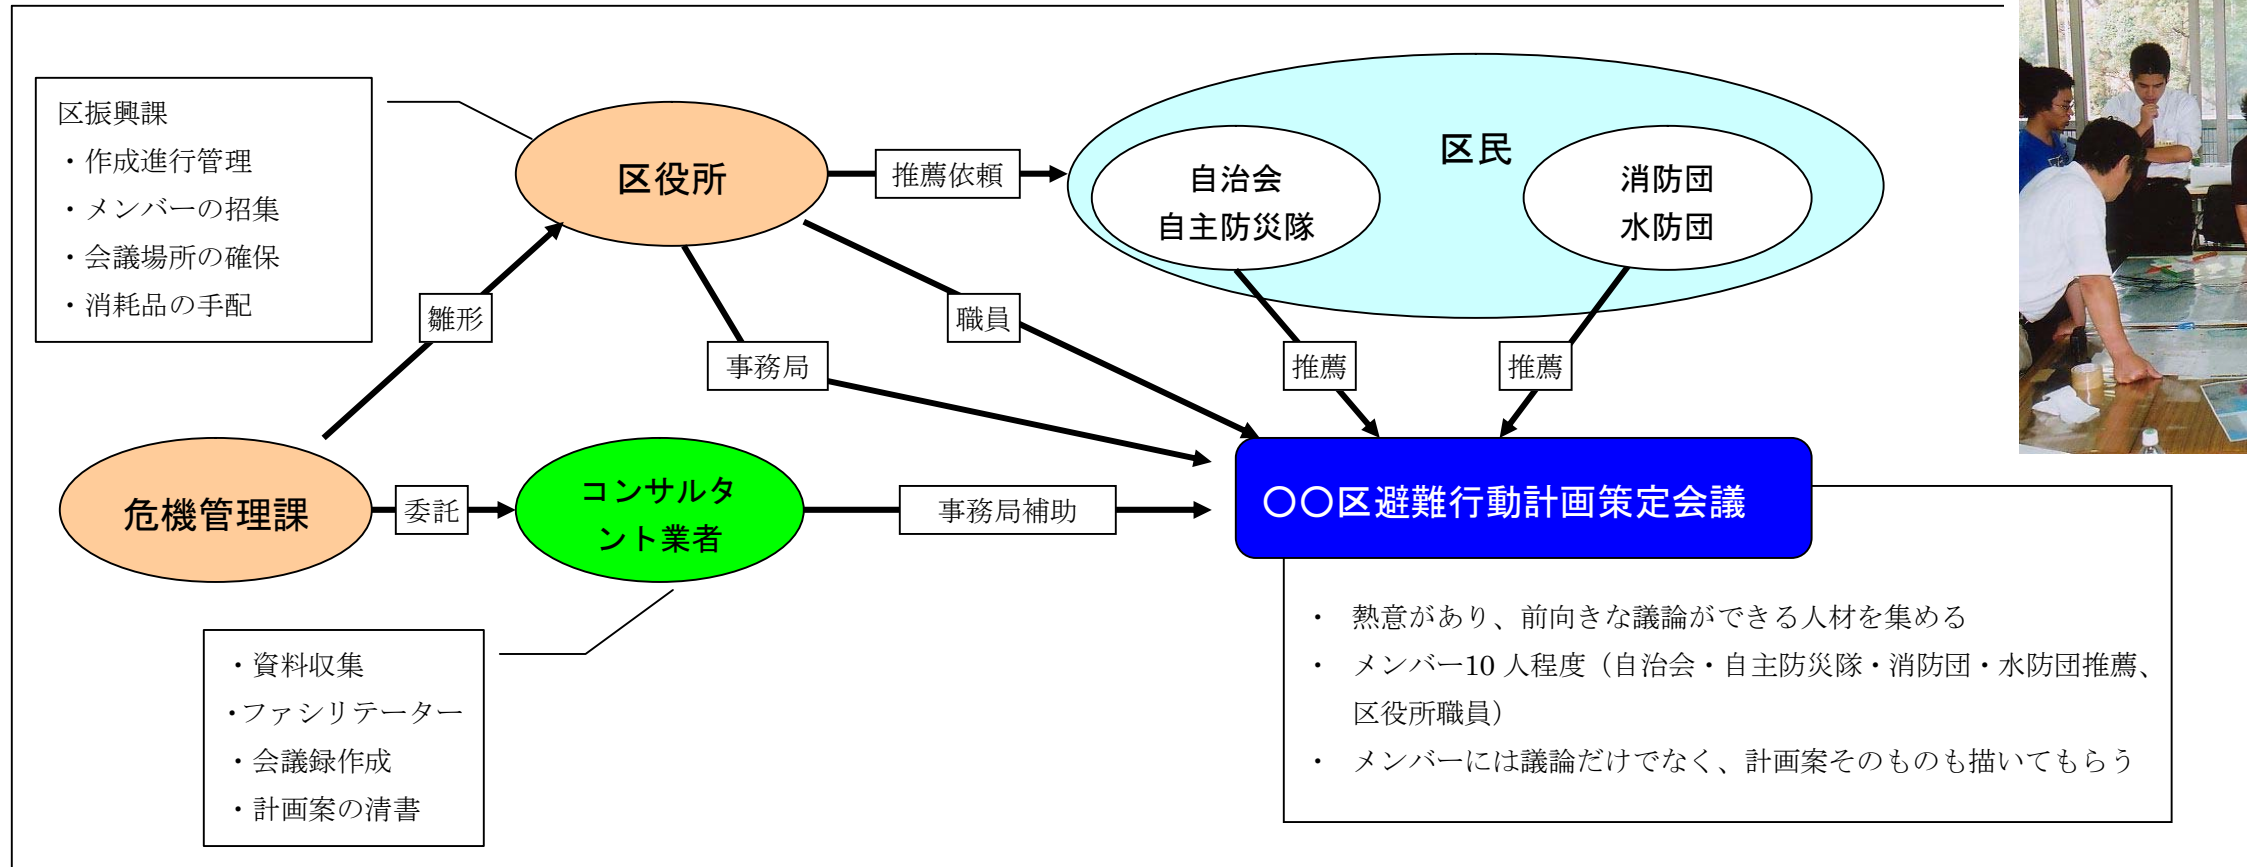 区振興課
・作成進行管理
・メンバーの招集
・会議場所の確保
・消耗品の手配
区役所
推薦依頼
区民
自治会
自主防災隊
消防団
水防団
雛形
職員
事務局
推薦
推薦
危機管理課
委託
コンサルタ
ント業者
事務局補助
〇〇区避難行動計画策定会議
・資料収集
・ファシリテーター
・会議録作成
・計画案の清書
・ 熱意があり、前向きな議論ができる人材を集める
・ メンバー10 人程度（自治会・自主防災隊・消防団・水防団推薦、
区役所職員）
・ メンバーには議論だけでなく、計画案そのものも描いてもらう